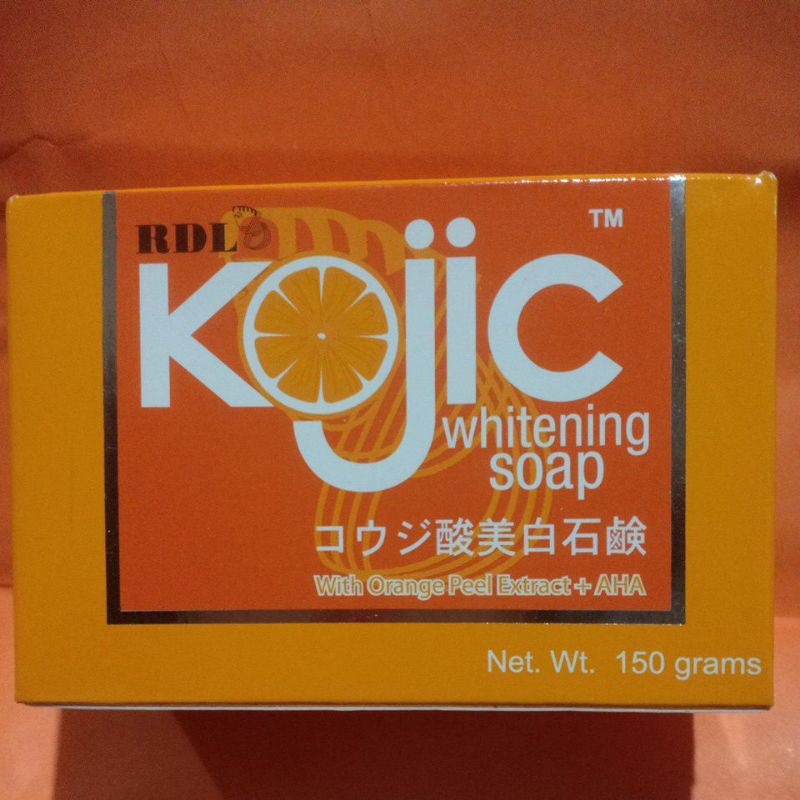 RDL
Kojic TM
whitening
soap
コウジ酸美白石鹸
With Orange Peel Extract + AHA
Net. Wt. 150 grams